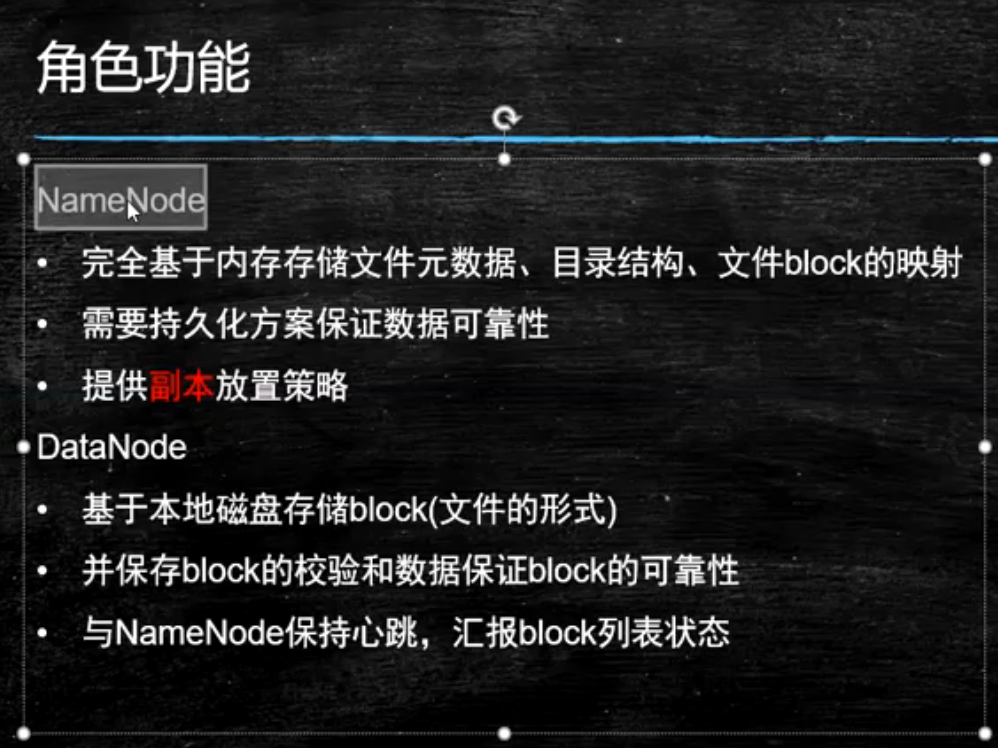 角色功能
NameNode
• 完全基于内存存储文件元数据、目录结构、文件block的映射
• 需要持久化方案保证数据可靠性
• 提供副本放置策略
DataNode
• 基于本地磁盘存储block(文件的形式)
• 并保存block的校验和数据保证block的可靠性
• 与NameNode保持心跳，汇报block列表状态